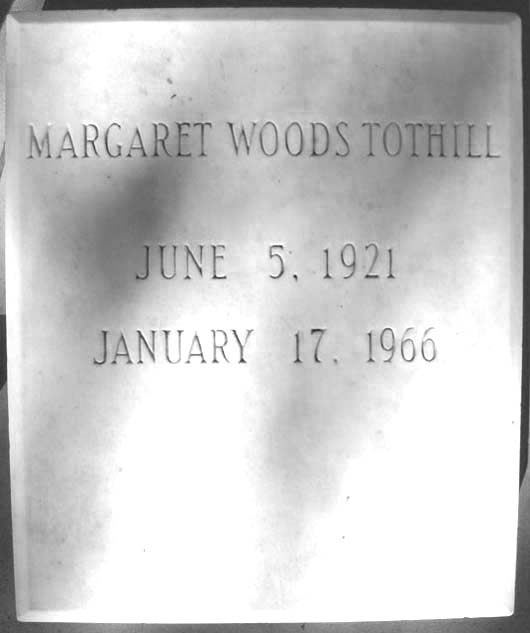 MARGARET WOODS TOTHILL
JUNE 5, 1921
JANUARY 17, 1966